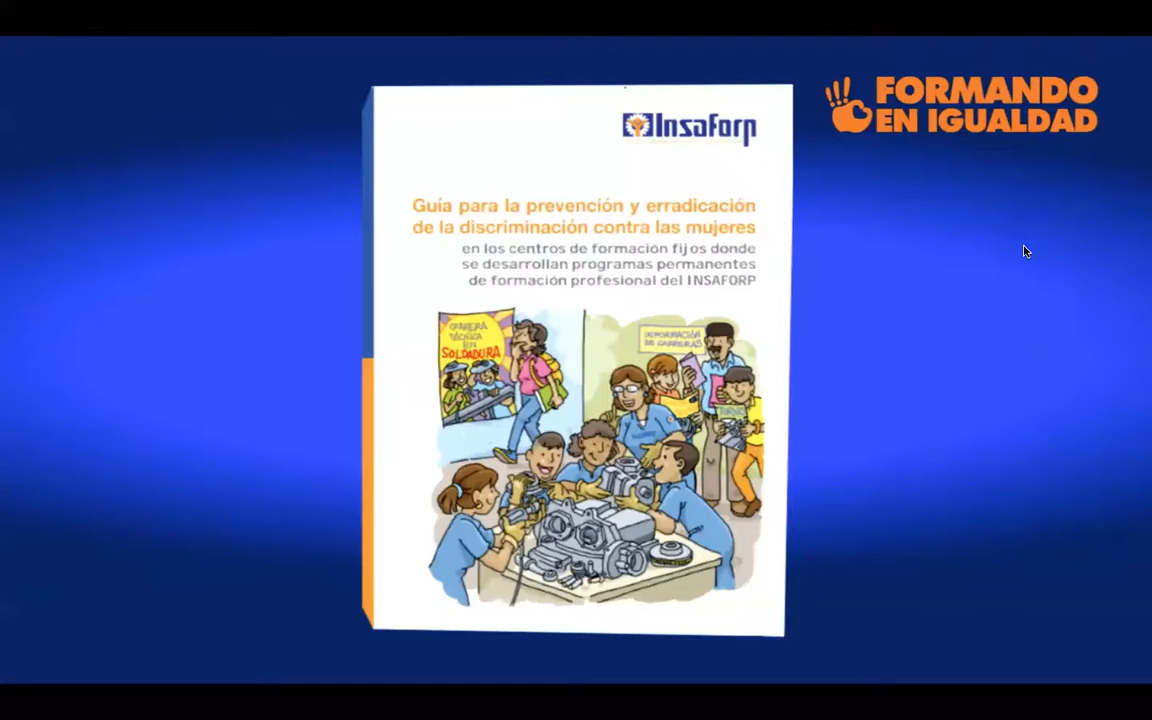 FORMANDO
EN IGUALDAD
Insaforp
Guía para la prevención y erradicación
de la discriminación contra las mujeres
en los centros de formación fijos donde
se desarrollan programas permanentes
de formación profesional del INSAFORP
CARRERA
TÉCNICA
EN
SOLDADURA
INFORMACIÓN
DE CARRERAS